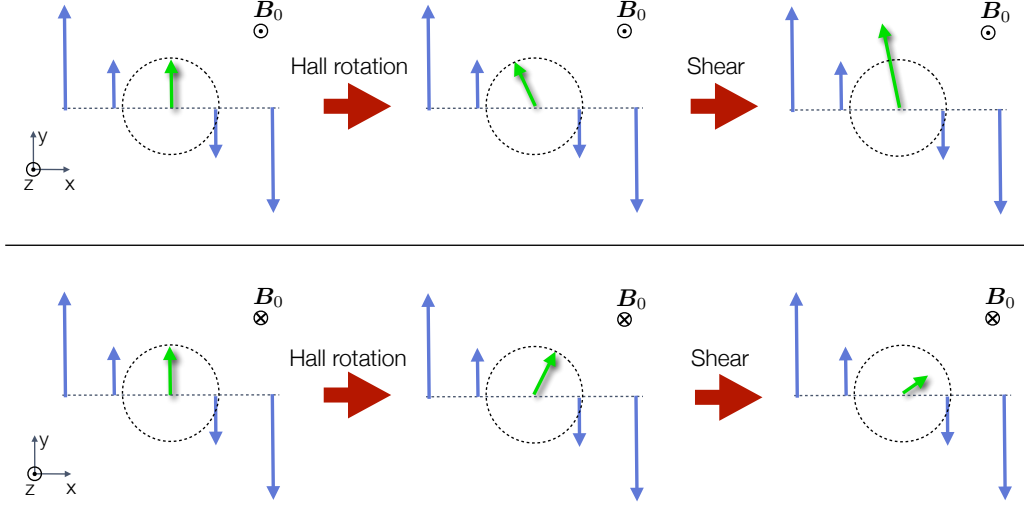 B₀ B₀ B₀
Hall rotation Shear
y
z x
B₀ B₀ B₀
Hall rotation Shear
y
z x